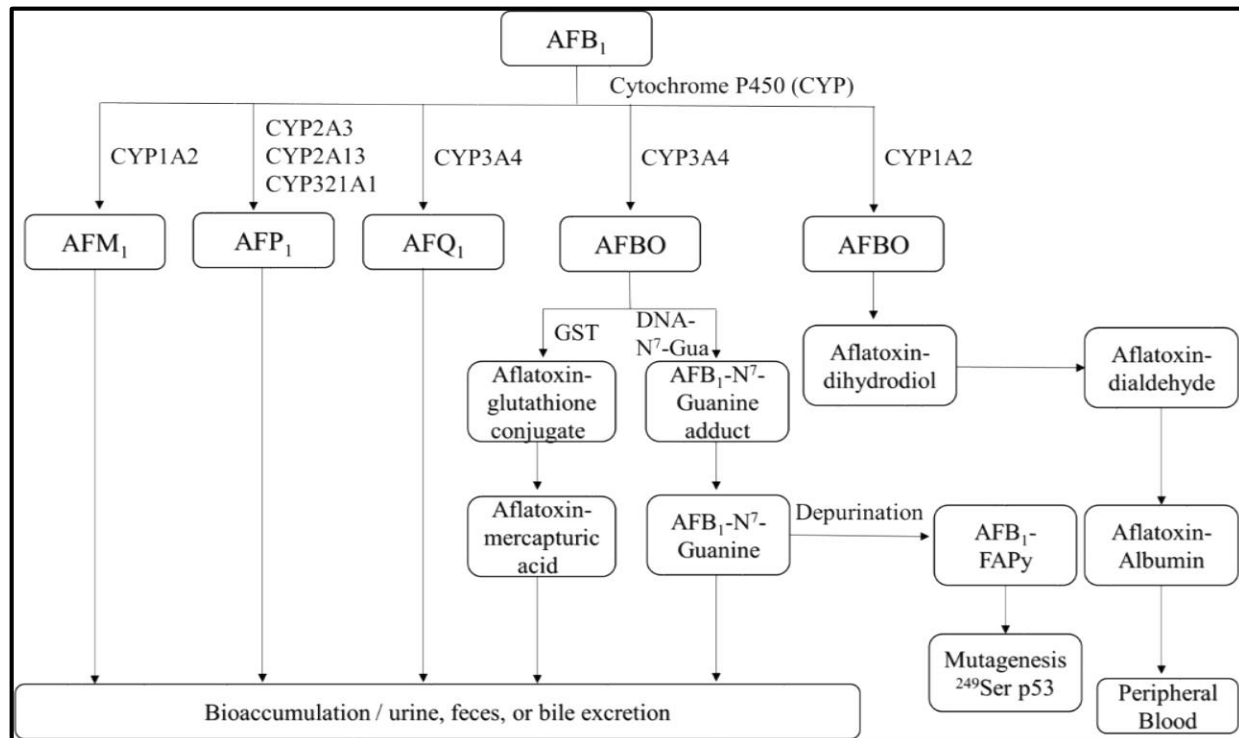 AFB₁
Cytochrome P450 (CYP)
CYP1A2
CYP2A3
CYP2A13
CYP321A1
CYP3A4
CYP3A4
CYP1A2
AFM₁
AFP₁
AFQ₁
AFBO
AFBO
GST
DNA-
N⁷-Gua
Aflatoxin-
dihydrodiol
Aflatoxin-
dialdehyde
Aflatoxin-
glutathione
conjugate
AFB₁-N⁷-
Guanine
adduct
Aflatoxin-
mercapturic
acid
AFB₁-N⁷-
Guanine
Depurination
AFB₁-
FAPy
Aflatoxin-
Albumin
Mutagenesis
²⁴⁹Ser p53
Peripheral
Blood
Bioaccumulation / urine, feces, or bile excretion